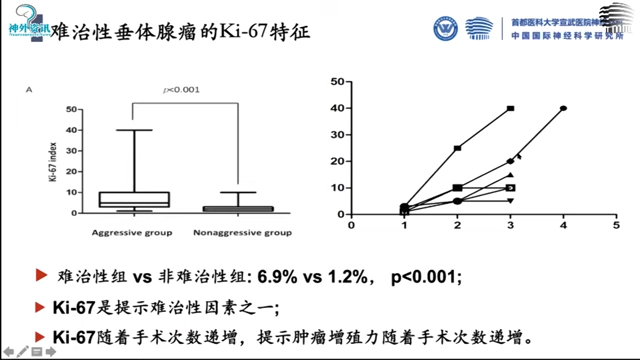 神外资讯
难治性垂体腺瘤的Ki-67特征
首都医科大学宣武医院神经
中国国际神经科学研究所
A
p<0.001
Ki-67 index
50
40
30
20
10
0
Aggressive group
Nonaggressive group
50
40
30
20
10
0
0 1 2 3 4 5
难治性组 vs 非难治性组: 6.9% vs 1.2%， p<0.001;
Ki-67是提示难治性因素之一;
Ki-67随着手术次数递增，提示肿瘤增殖力随着手术次数递增。